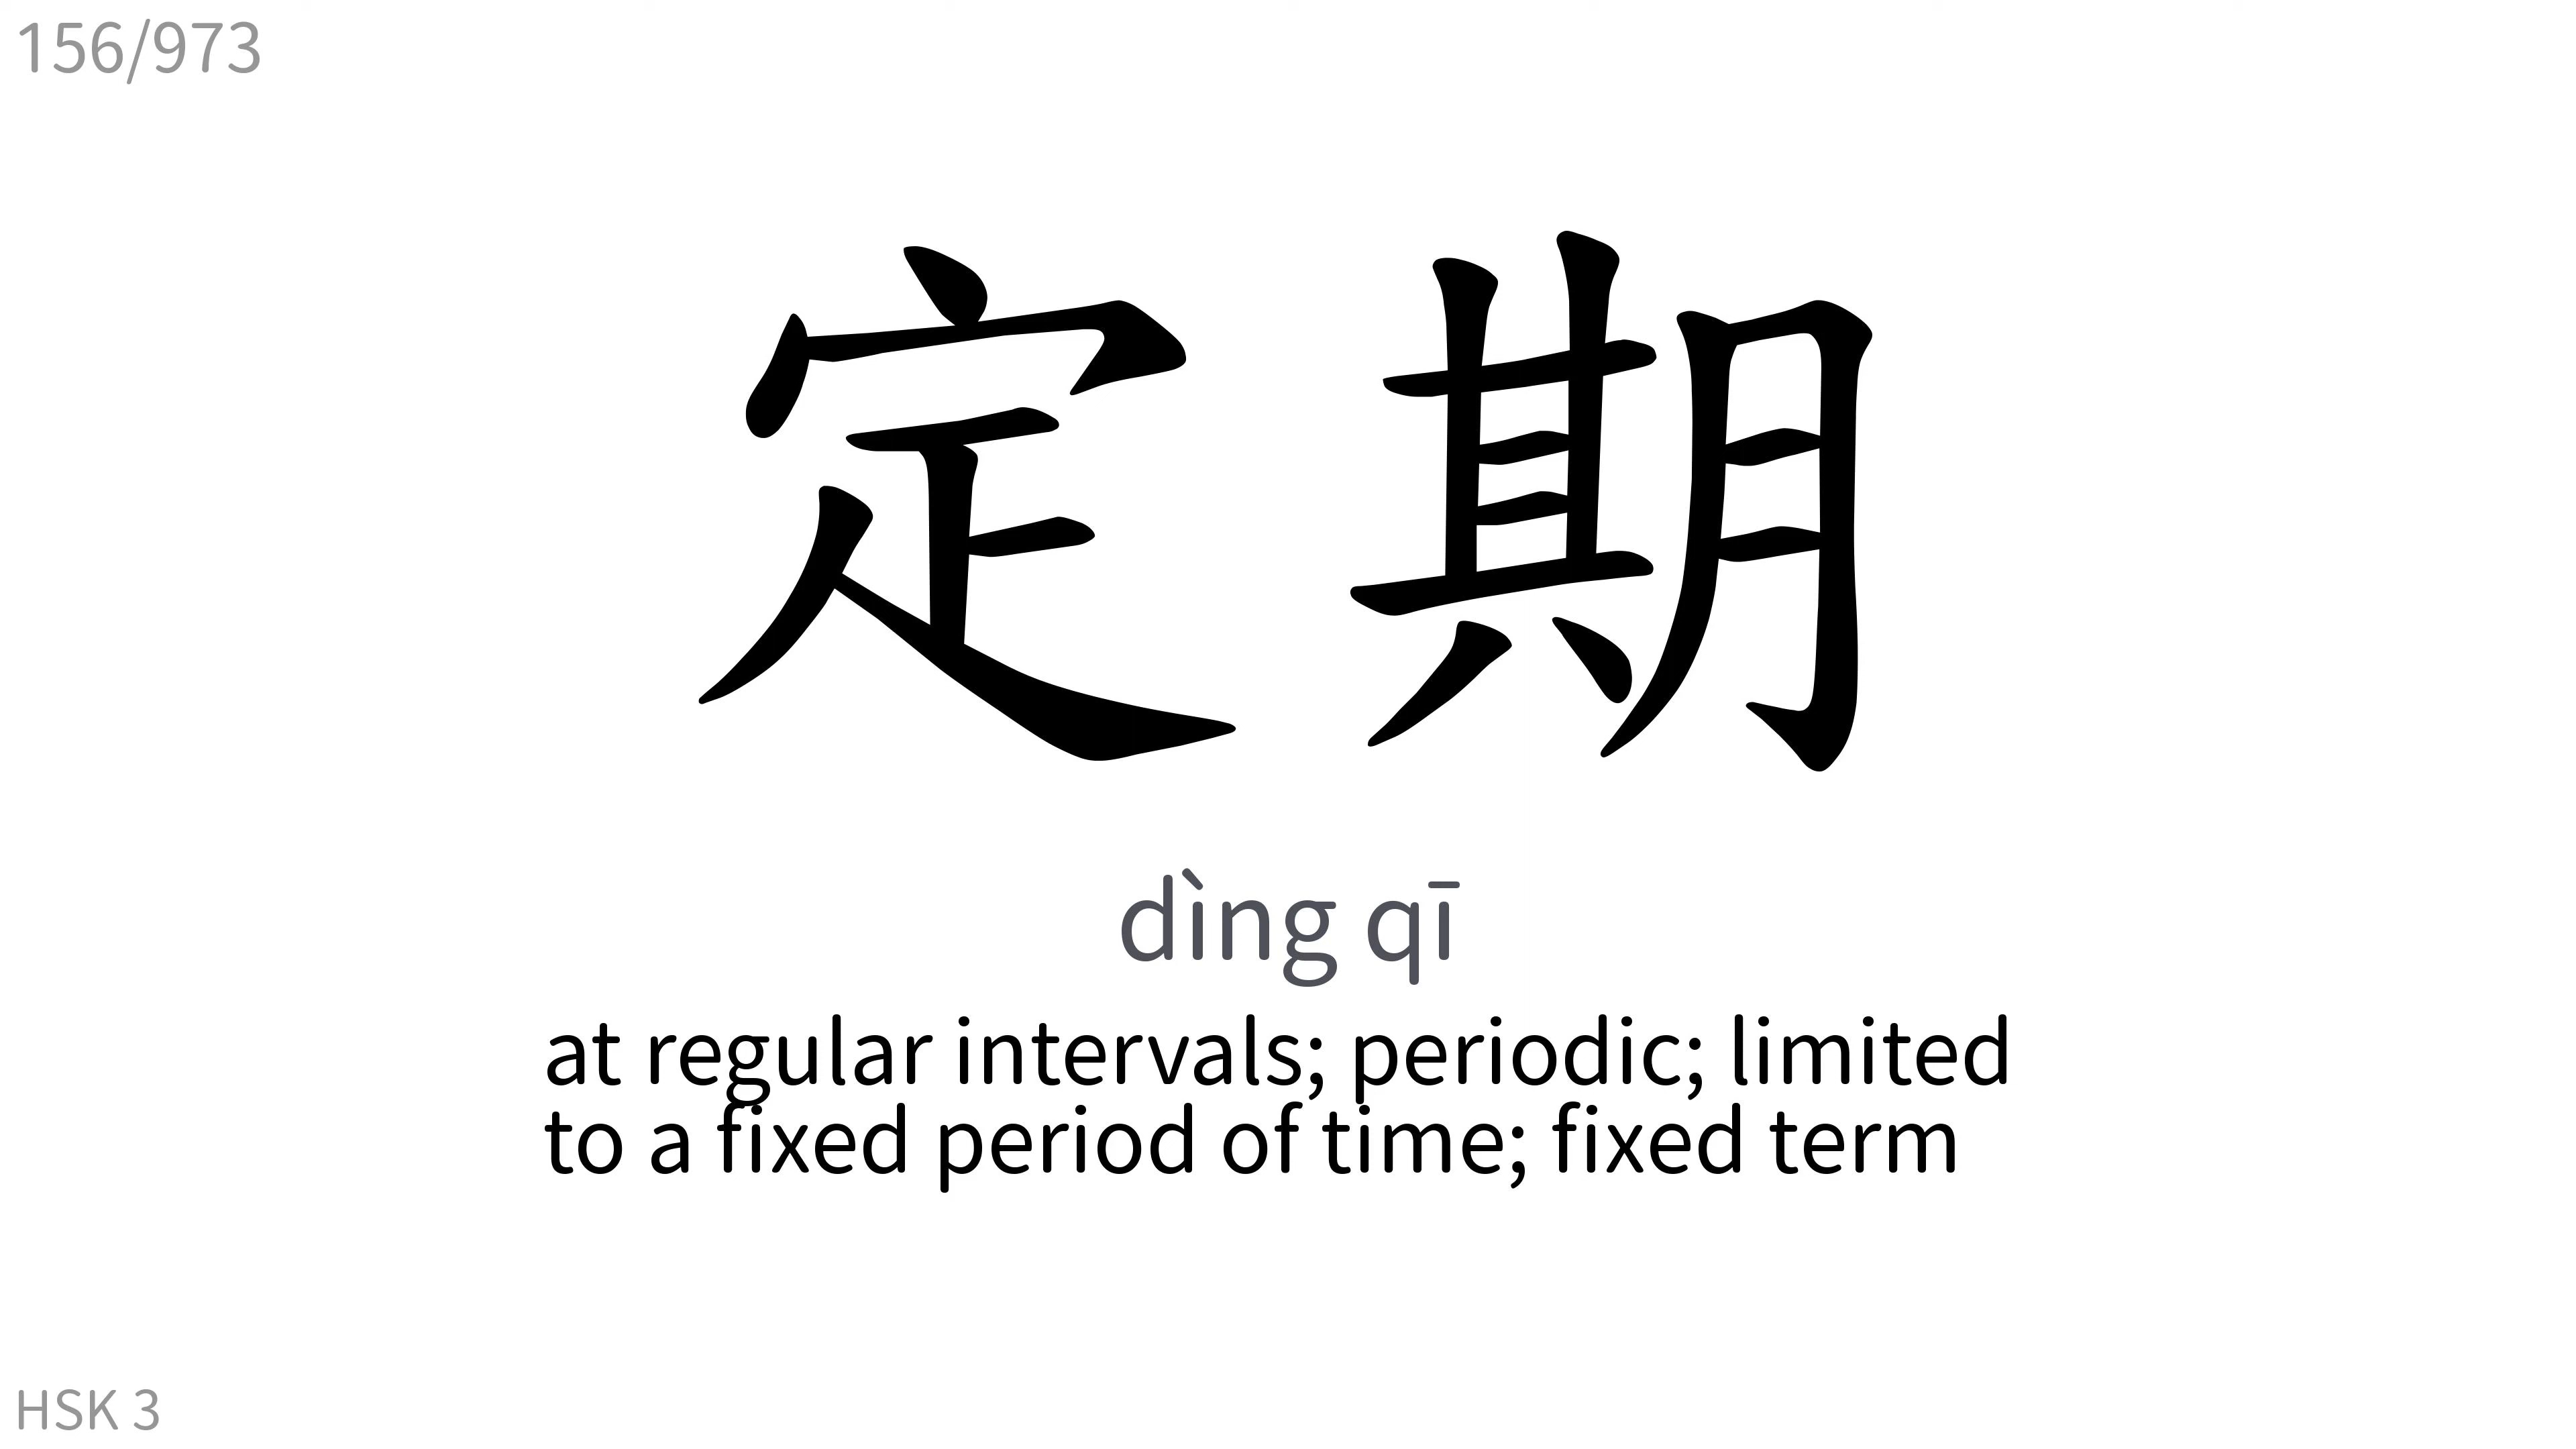 156/973
定期
dìng qī
at regular intervals; periodic; limited
to a fixed period of time; fixed term
HSK 3